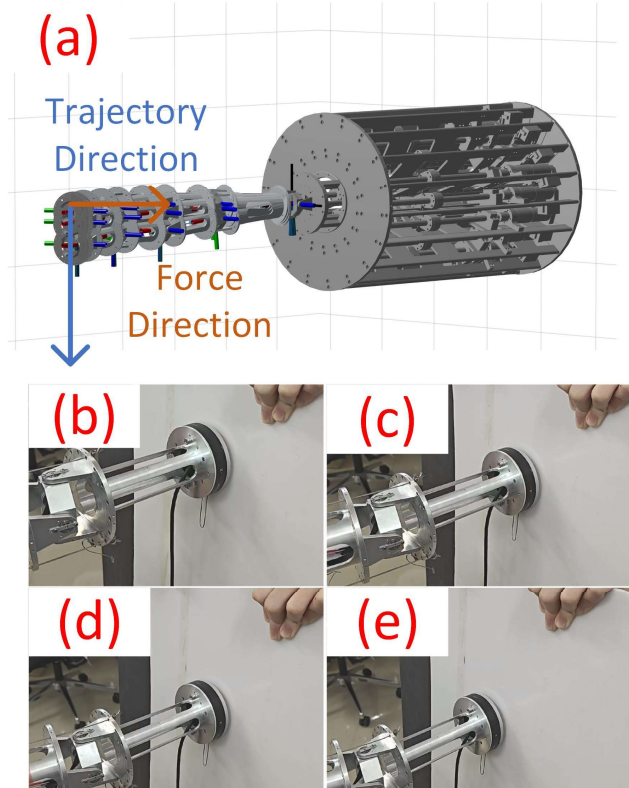 (a)
Trajectory
Direction
Force
Direction
(b)
(c)
(d)
(e)